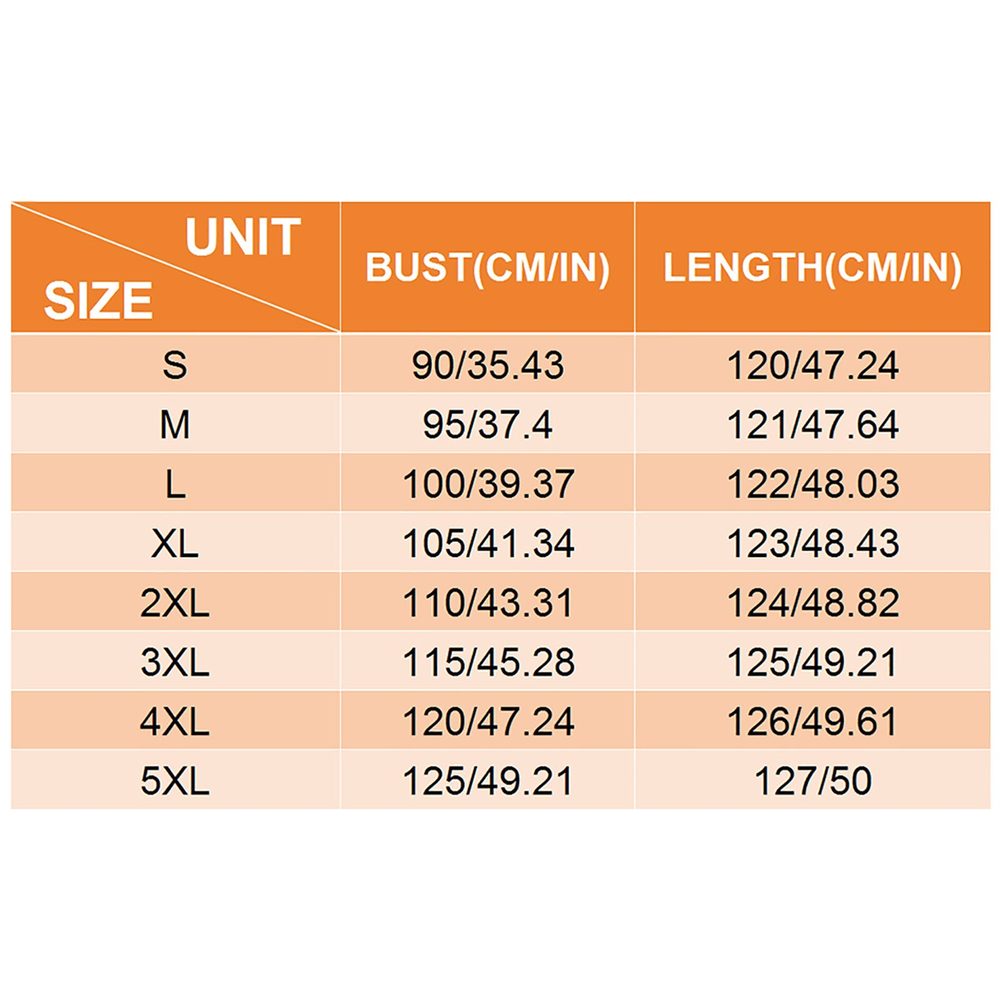 UNIT
SIZE
BUST(CM/IN) LENGTH(CM/IN)
S 90/35.43 120/47.24
M 95/37.4 121/47.64
L 100/39.37 122/48.03
XL 105/41.34 123/48.43
2XL 110/43.31 124/48.82
3XL 115/45.28 125/49.21
4XL 120/47.24 126/49.61
5XL 125/49.21 127/50